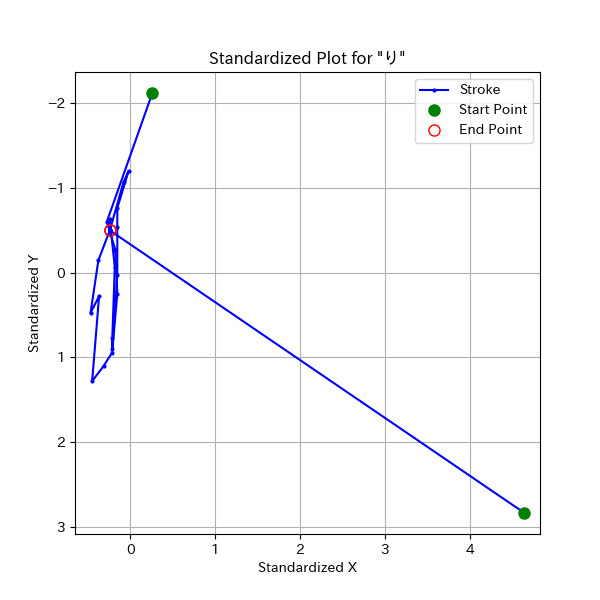 Standardized Plot for "り"
Stroke
Start Point
End Point
Standardized Y
−2
−1
0
1
2
3
0
1
2
3
4
Standardized X